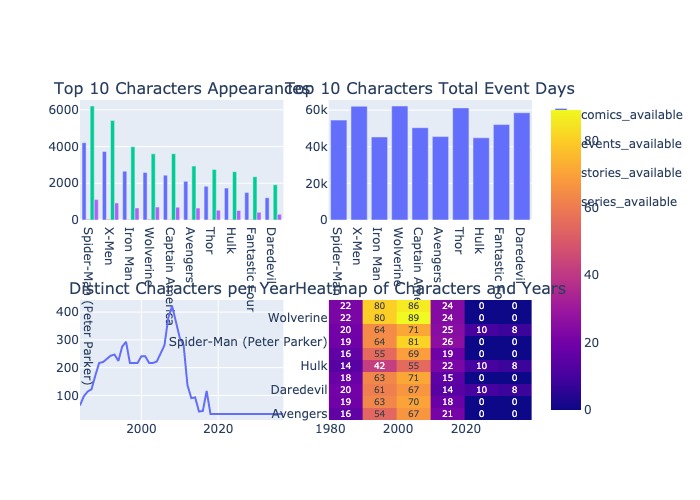 Top 10 Characters Appearances
Top 10 Characters Total Event Days
6000
4000
2000
0
Spider-Man (Peter Parker)
X-Men
Iron Man
Wolverine
Captain America
Avengers
Thor
Hulk
Fantastic Four
Daredevil
60k
40k
20k
0
Spider-Man
X-Men
Iron Man
Wolverine
Captain Ame
Avengers
Thor
Hulk
Fantastic Fo
Daredevil
comics_available
events_available
stories_available
series_available
80
60
40
20
0
Distinct Characters per Year
Heatmap of Characters and Years
400
300
200
100
2000
2020
Wolverine
Spider-Man (Peter Parker)
Hulk
Daredevil
Avengers
22 80 86 24 0 0
22 80 89 24 0 0
20 64 71 25 10 8
19 64 81 26 0 0
16 55 69 19 0 0
14 42 55 22 10 8
18 63 71 15 0 0
20 61 67 14 10 8
19 63 70 18 0 0
16 54 67 21 0 0
1980
2000
2020